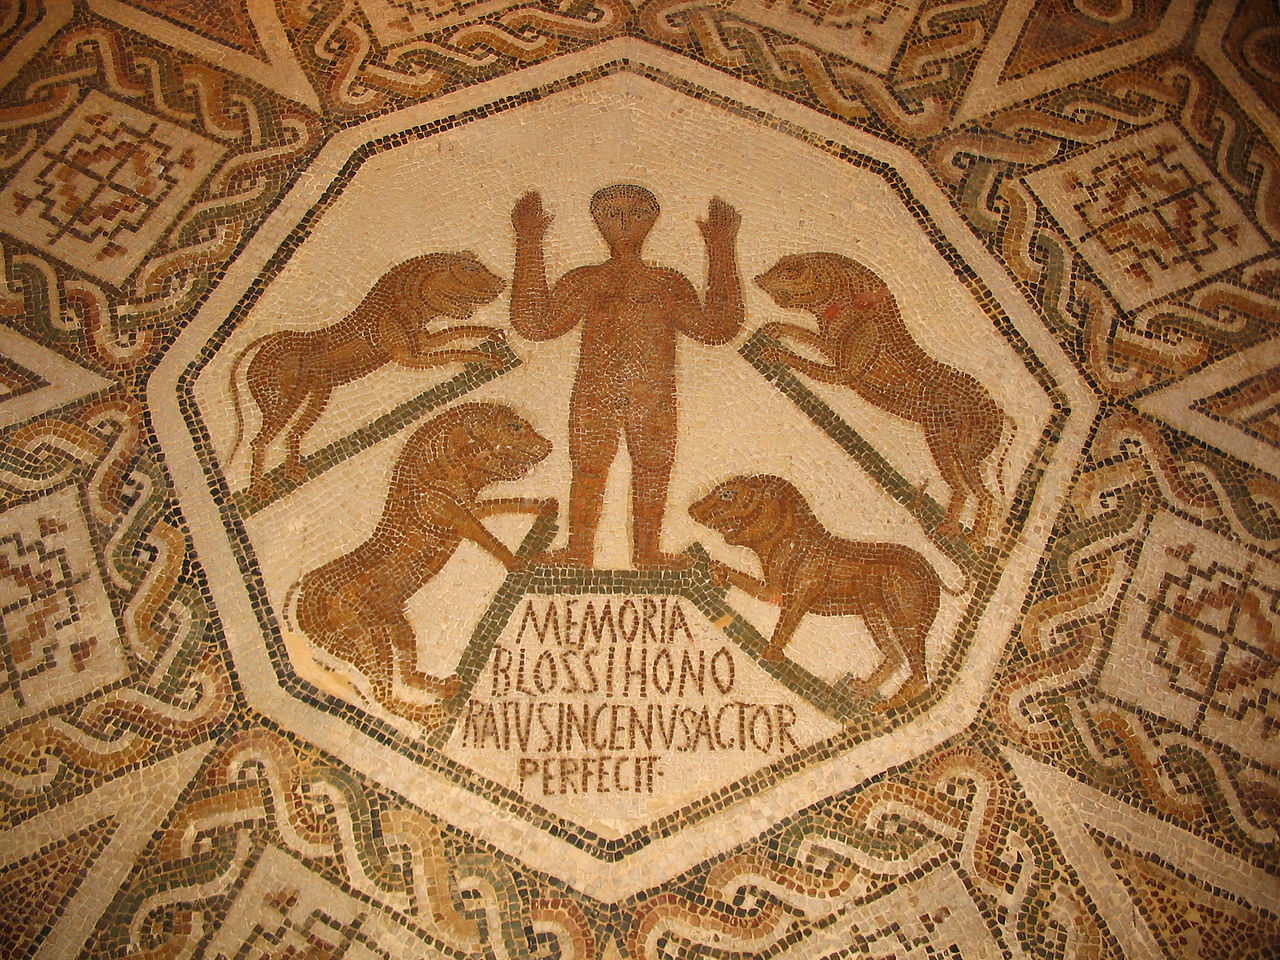 MEMORIA
BLOSSI HONO
RATUS INGENUS ACTOR
PERFECIT